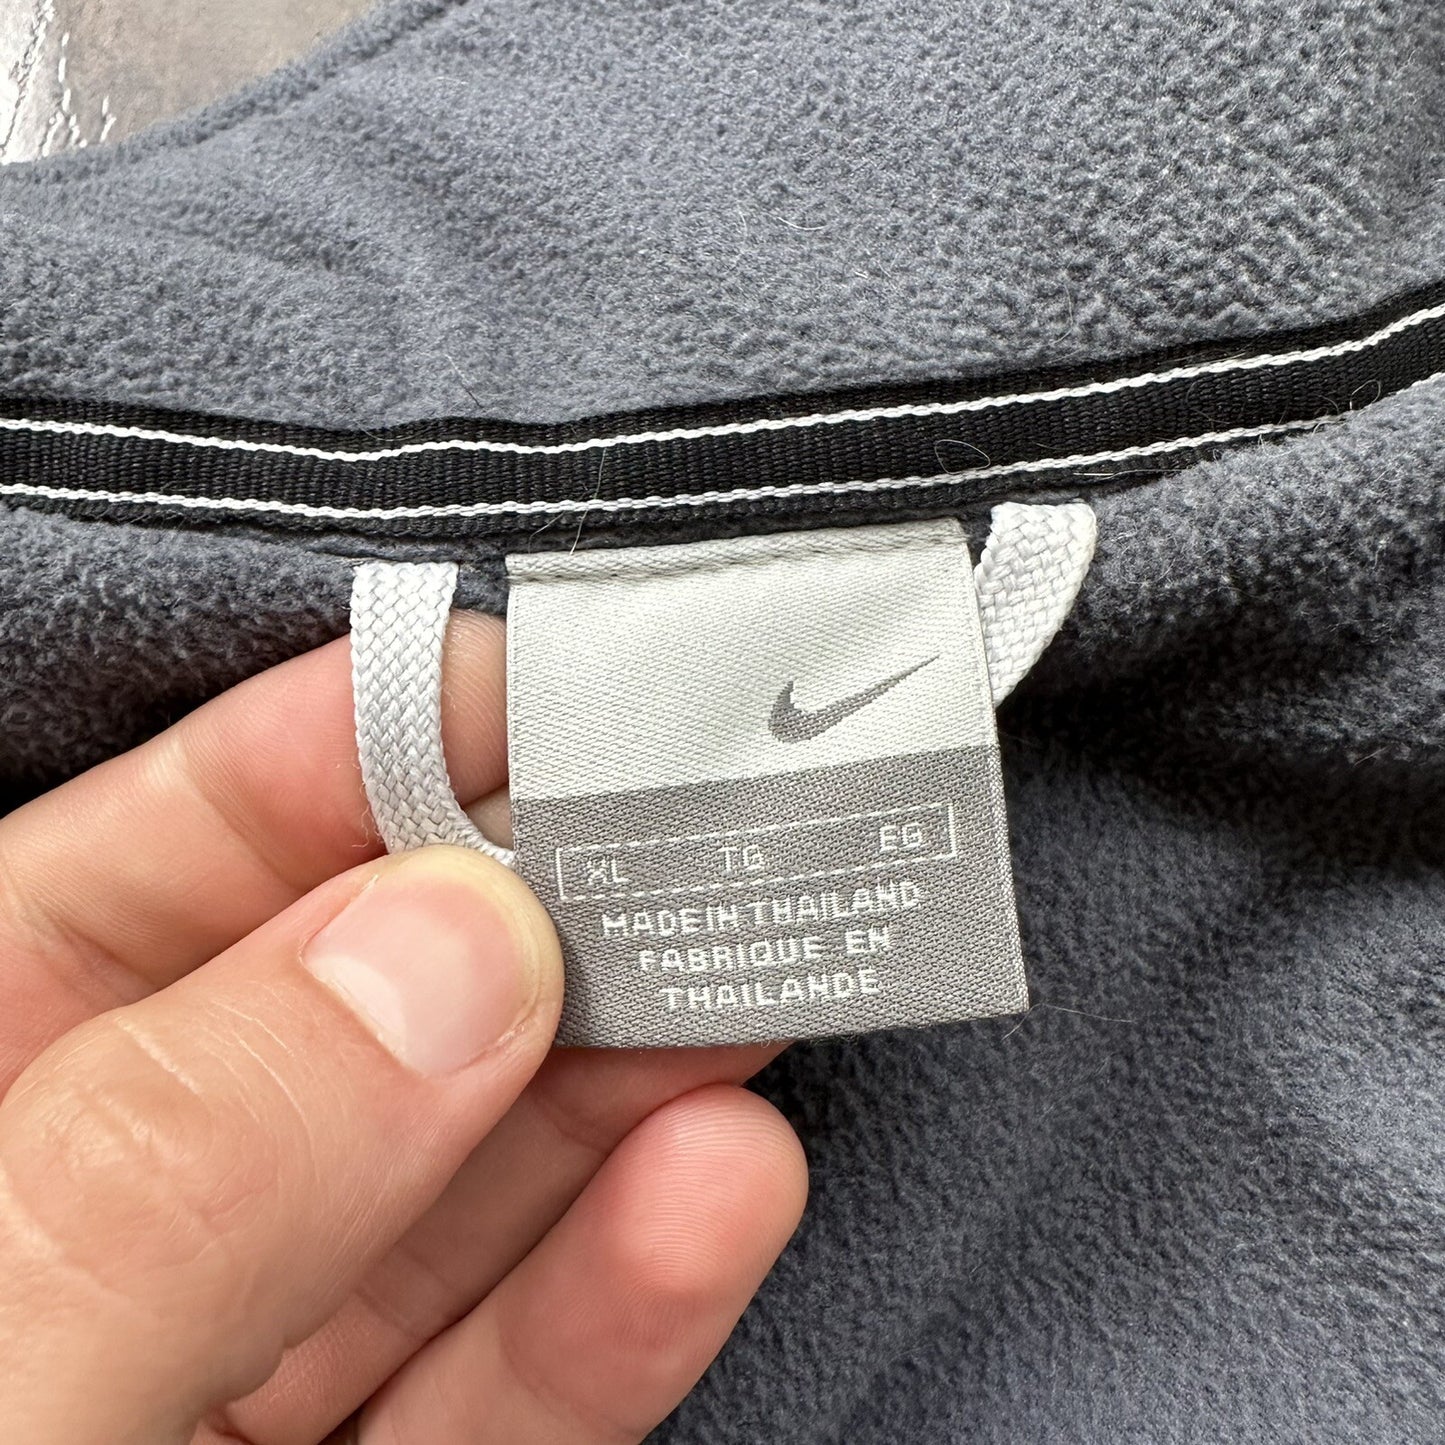 XL TG EG
MADE IN THAILAND
FABRIQUE EN
THAILANDE